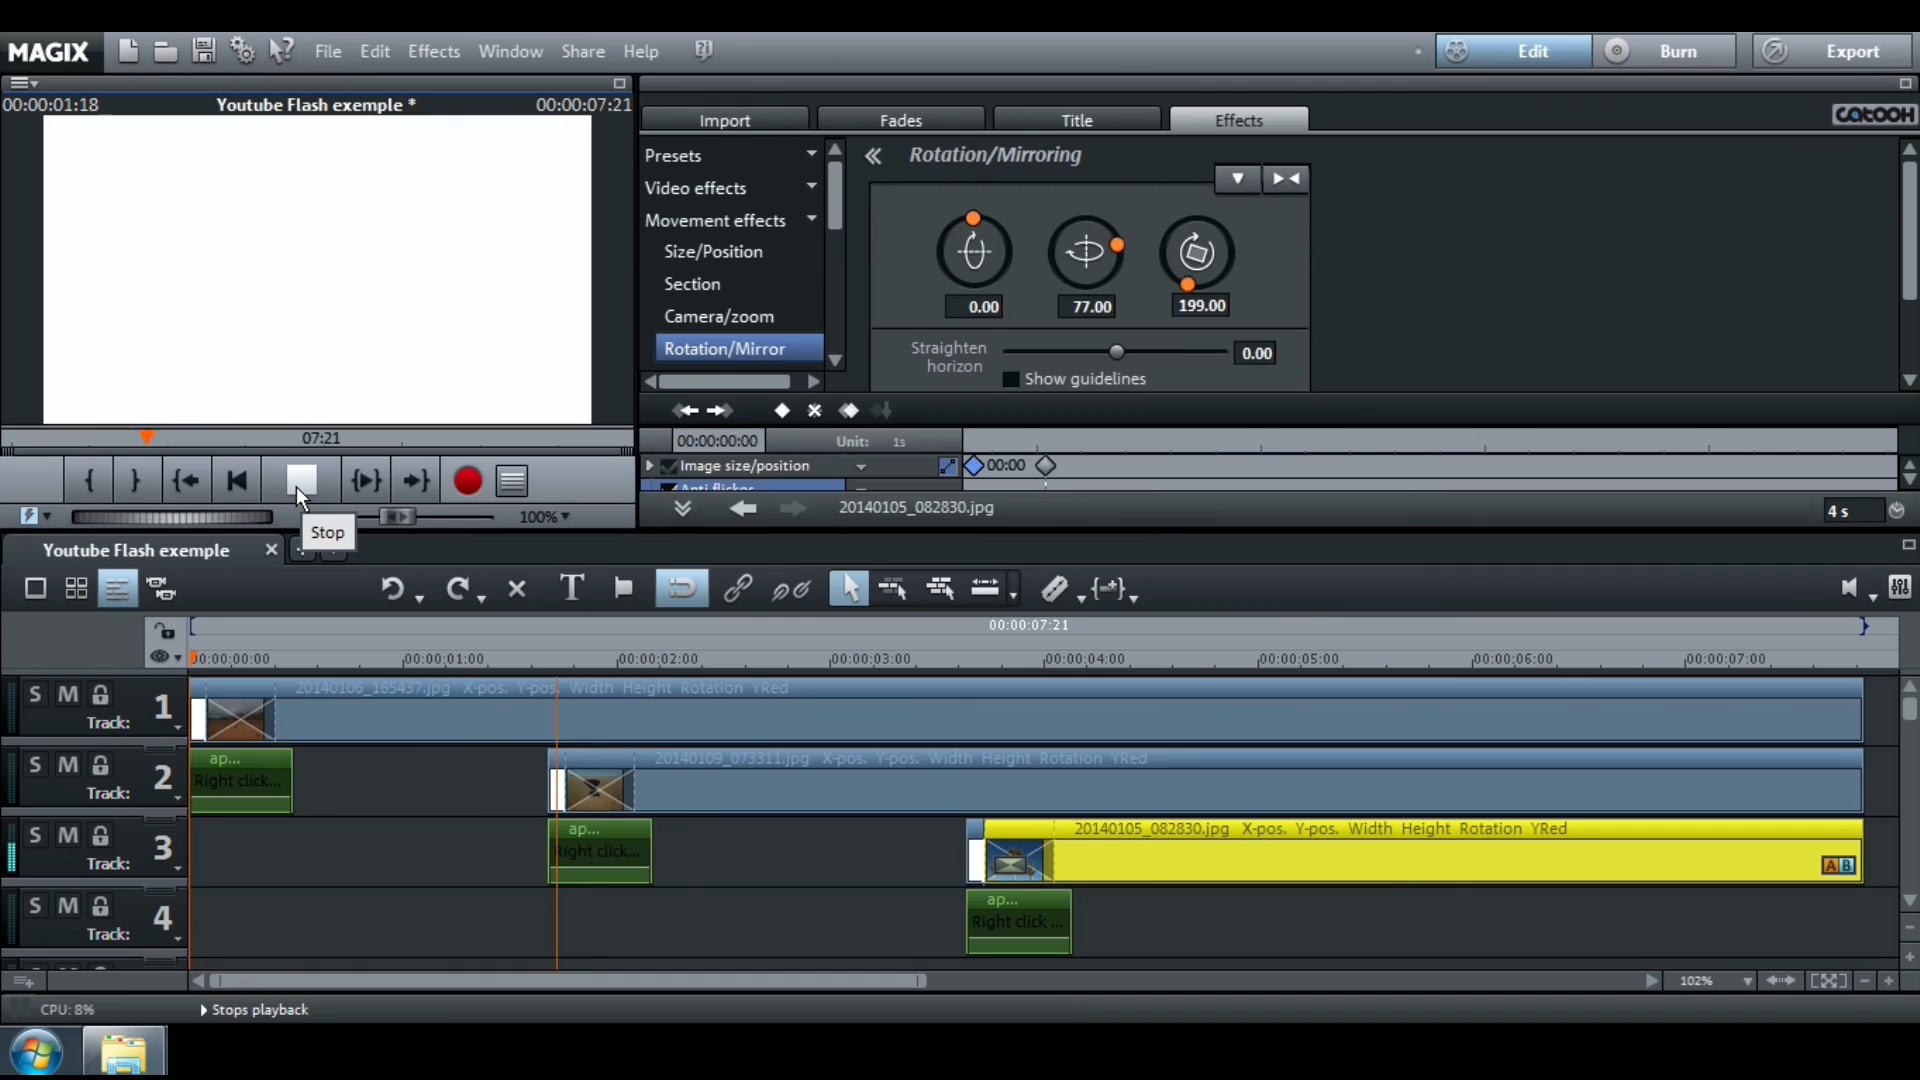 MAGIX File Edit Effects Window Share Help Edit Burn Export
00:00:01:18 Youtube Flash exemple * 00:00:07:21
Import Fades Title Effects catooh
Presets
Video effects
Movement effects
Size/Position
Section
Camera/zoom
Rotation/Mirror
Rotation/Mirroring
0.00 77.00 199.00
Straighten horizon 0.00
Show guidelines
07:21
00:00:00:00 Unit: 1s
Image size/position 00:00
Anti flicker
20140105_082830.jpg 4 s
100%
Stop
Youtube Flash exemple
T
00:00:07:21
00:00:00:00 00:00:01:00 00:00:02:00 00:00:03:00 00:00:04:00 00:00:05:00 00:00:06:00 00:00:07:00
S M Track: 1
20140106_165437.jpg X-pos. Y-pos. Width Height Rotation YRed
S M Track: 2
ap...
Right click...
20140109_073311.jpg X-pos. Y-pos. Width Height Rotation YRed
S M Track: 3
ap...
Right click...
20140105_082830.jpg X-pos. Y-pos. Width Height Rotation YRed
A B
S M Track: 4
ap...
Right click ...
102%
CPU: 8% Stops playback